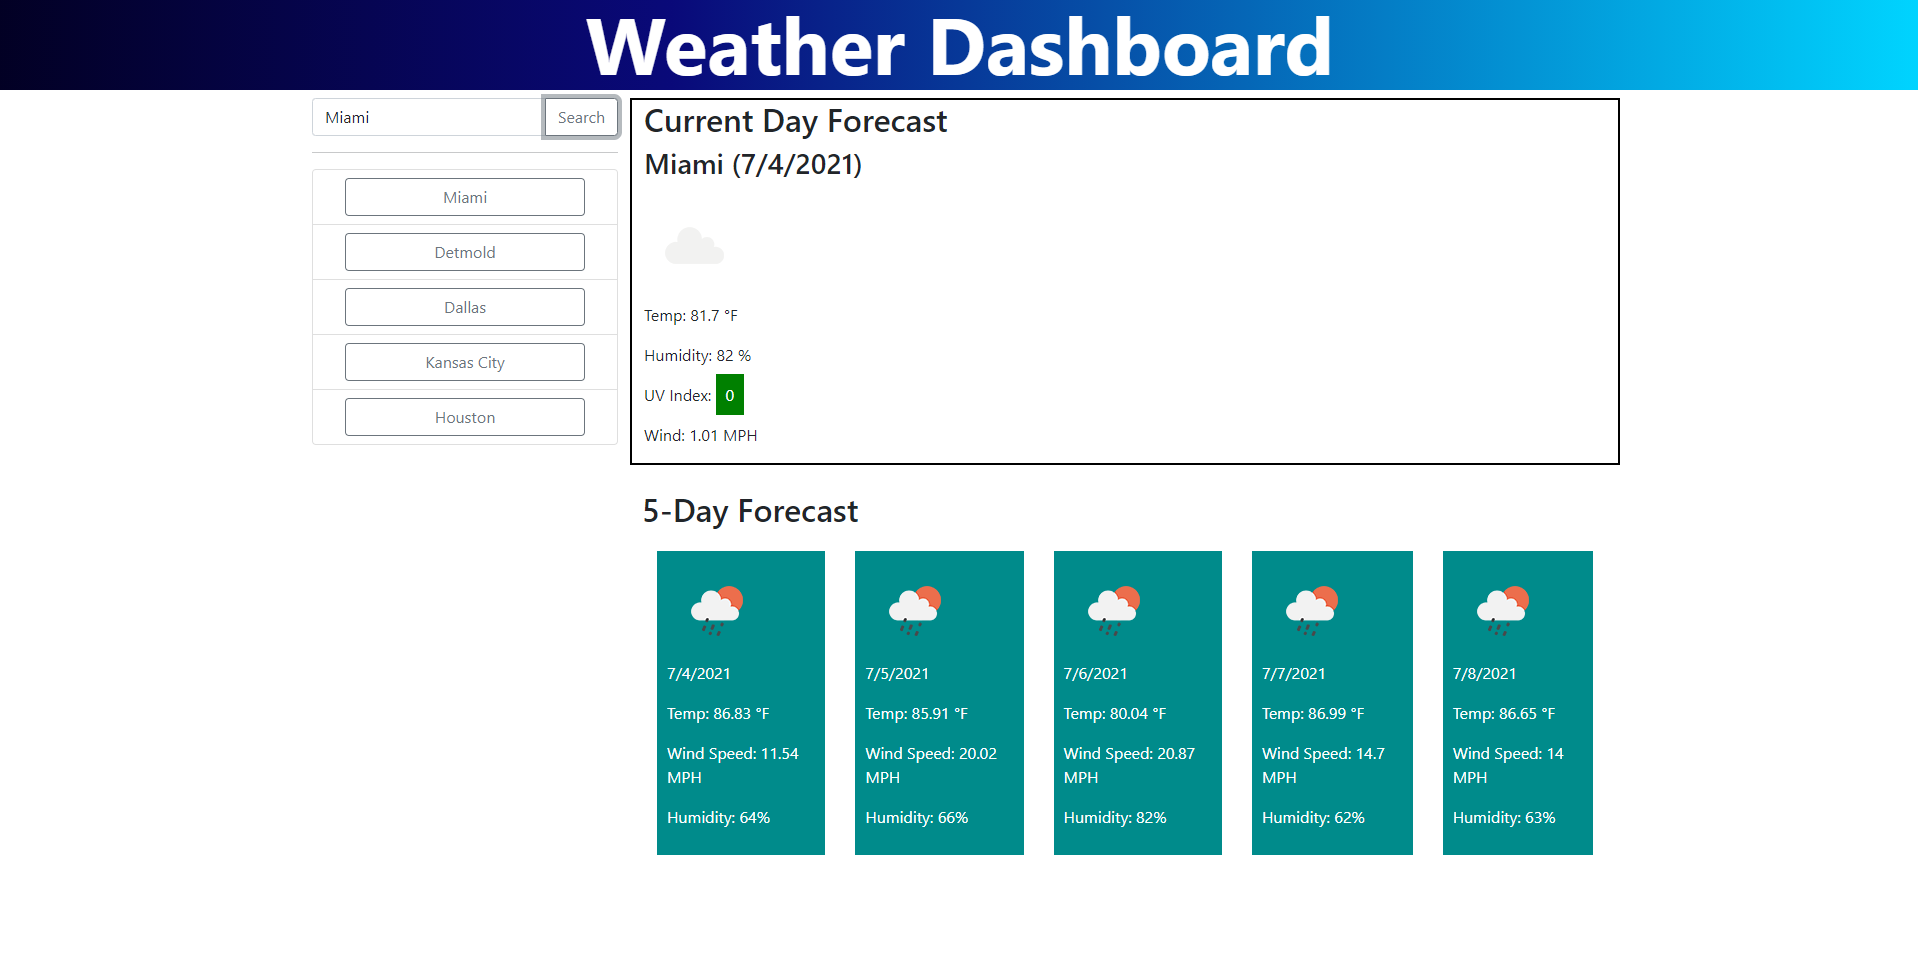 Weather Dashboard
Miami
Search
Miami
Detmold
Dallas
Kansas City
Houston
Current Day Forecast
Miami (7/4/2021)
Temp: 81.7 °F
Humidity: 82 %
UV Index: 0
Wind: 1.01 MPH
5-Day Forecast
7/4/2021
Temp: 86.83 °F
Wind Speed: 11.54
MPH
Humidity: 64%
7/5/2021
Temp: 85.91 °F
Wind Speed: 20.02
MPH
Humidity: 66%
7/6/2021
Temp: 80.04 °F
Wind Speed: 20.87
MPH
Humidity: 82%
7/7/2021
Temp: 86.99 °F
Wind Speed: 14.7
MPH
Humidity: 62%
7/8/2021
Temp: 86.65 °F
Wind Speed: 14
MPH
Humidity: 63%